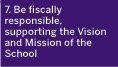 7. Be fiscally
responsible,
supporting the Vision
and Mission of the
School